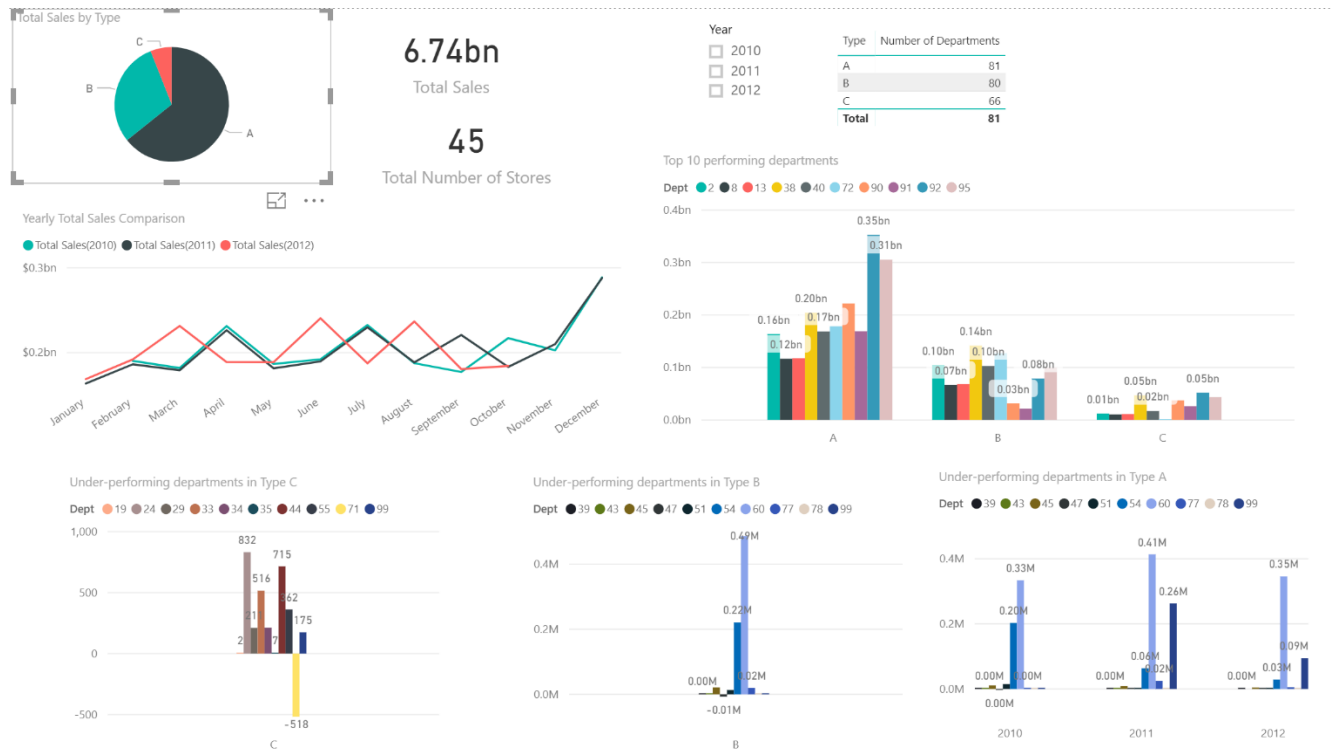 Total Sales by Type
C
B
A
6.74bn
Total Sales
45
Total Number of Stores
Year
2010
2011
2012
Type Number of Departments
A 81
B 80
C 66
Total 81
Yearly Total Sales Comparison
Total Sales(2010) Total Sales(2011) Total Sales(2012)
$0.3bn
$0.2bn
January February March April May June July August September October November December
Top 10 performing departments
Dept 2 8 13 38 40 72 90 91 92 95
0.4bn
0.3bn
0.2bn
0.1bn
0.0bn
0.16bn 0.12bn 0.20bn 0.17bn 0.35bn 0.31bn
0.10bn 0.07bn 0.14bn 0.10bn 0.03bn 0.08bn
0.01bn 0.05bn 0.02bn 0.05bn
A B C
Under-performing departments in Type C
Dept 19 24 29 33 34 35 44 55 71 99
1,000
500
0
-500
832 516 715 175
-518
C
Under-performing departments in Type B
Dept 39 43 45 47 51 54 60 77 78 99
0.4M
0.2M
0.0M
0.00M -0.01M 0.22M 0.49M 0.02M
B
Under-performing departments in Type A
Dept 39 43 45 47 51 54 60 77 78 99
0.4M
0.2M
0.0M
0.00M 0.00M 0.20M 0.33M 0.00M
0.00M 0.06M 0.41M 0.02M 0.26M
0.00M 0.03M 0.35M 0.09M
2010 2011 2012